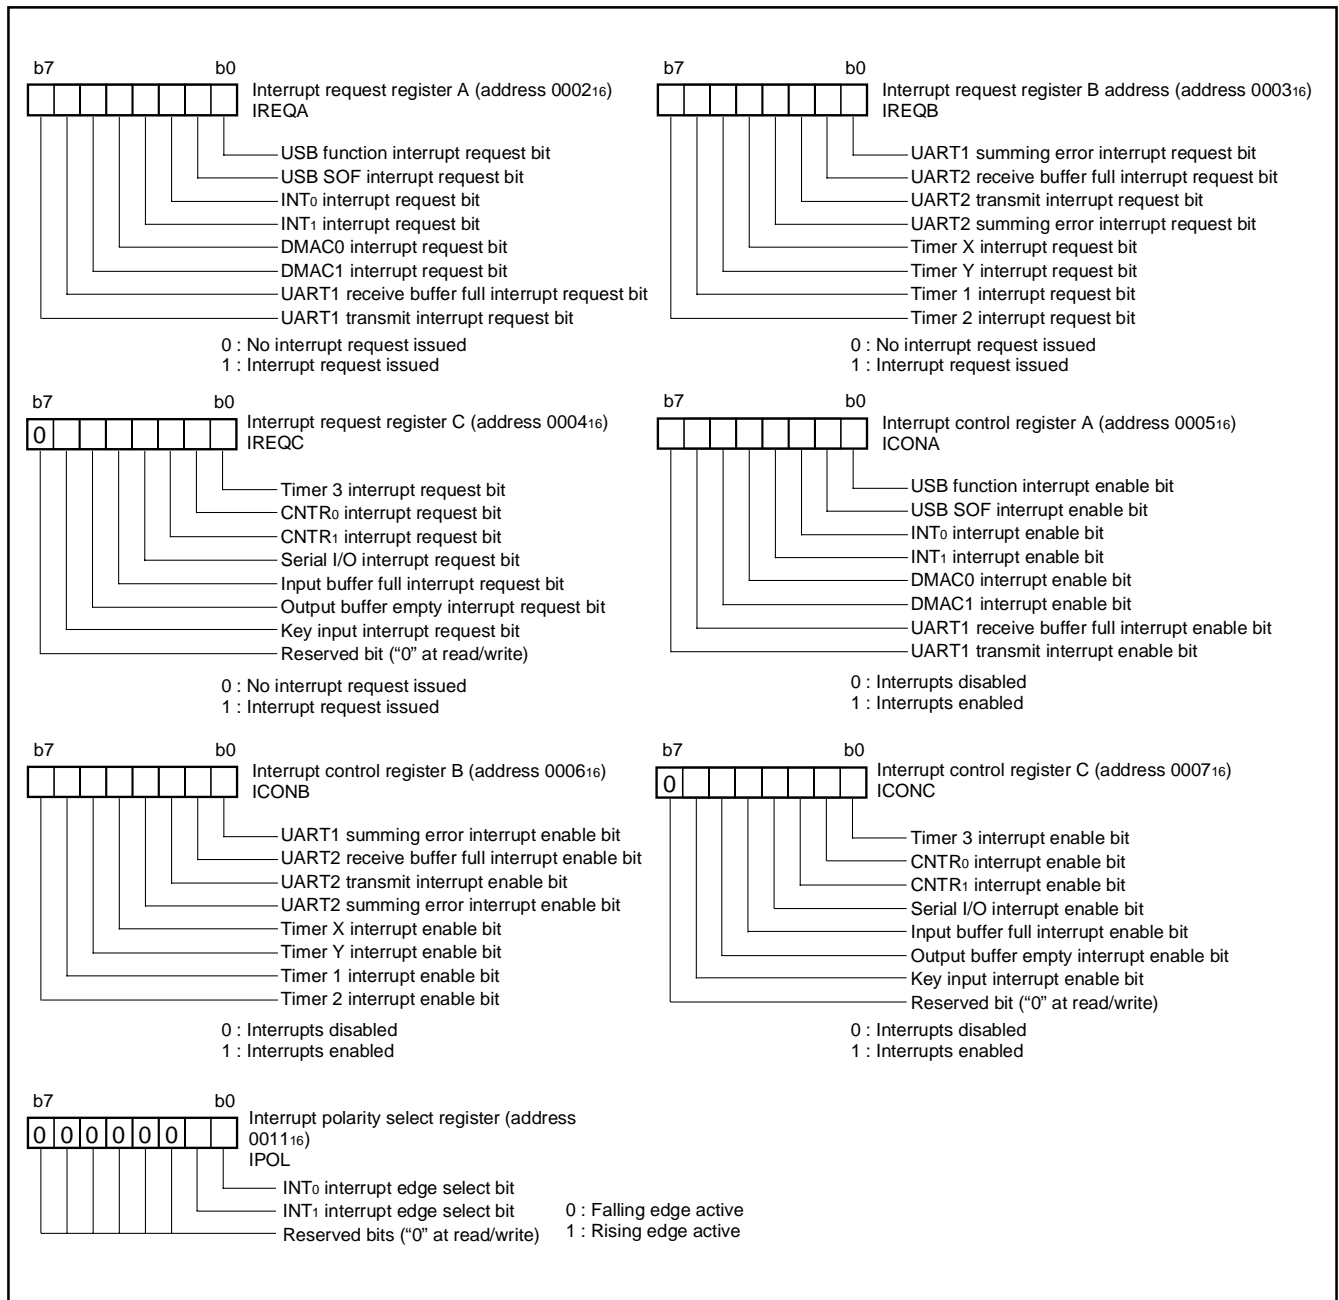 b7 b0
Interrupt request register A (address 0002₁₆)
IREQA
USB function interrupt request bit
USB SOF interrupt request bit
INT₀ interrupt request bit
INT₁ interrupt request bit
DMAC0 interrupt request bit
DMAC1 interrupt request bit
UART1 receive buffer full interrupt request bit
UART1 transmit interrupt request bit
0 : No interrupt request issued
1 : Interrupt request issued
b7 b0
Interrupt request register B address (address 0003₁₆)
IREQB
UART1 summing error interrupt request bit
UART2 receive buffer full interrupt request bit
UART2 transmit interrupt request bit
UART2 summing error interrupt request bit
Timer X interrupt request bit
Timer Y interrupt request bit
Timer 1 interrupt request bit
Timer 2 interrupt request bit
0 : No interrupt request issued
1 : Interrupt request issued
b7 b0
0
Interrupt request register C (address 0004₁₆)
IREQC
Timer 3 interrupt request bit
CNTR₀ interrupt request bit
CNTR₁ interrupt request bit
Serial I/O interrupt request bit
Input buffer full interrupt request bit
Output buffer empty interrupt request bit
Key input interrupt request bit
Reserved bit (“0” at read/write)
0 : No interrupt request issued
1 : Interrupt request issued
b7 b0
Interrupt control register A (address 0005₁₆)
ICONA
USB function interrupt enable bit
USB SOF interrupt enable bit
INT₀ interrupt enable bit
INT₁ interrupt enable bit
DMAC0 interrupt enable bit
DMAC1 interrupt enable bit
UART1 receive buffer full interrupt enable bit
UART1 transmit interrupt enable bit
0 : Interrupts disabled
1 : Interrupts enabled
b7 b0
Interrupt control register B (address 0006₁₆)
ICONB
UART1 summing error interrupt enable bit
UART2 receive buffer full interrupt enable bit
UART2 transmit interrupt enable bit
UART2 summing error interrupt enable bit
Timer X interrupt enable bit
Timer Y interrupt enable bit
Timer 1 interrupt enable bit
Timer 2 interrupt enable bit
0 : Interrupts disabled
1 : Interrupts enabled
b7 b0
0
Interrupt control register C (address 0007₁₆)
ICONC
Timer 3 interrupt enable bit
CNTR₀ interrupt enable bit
CNTR₁ interrupt enable bit
Serial I/O interrupt enable bit
Input buffer full interrupt enable bit
Output buffer empty interrupt enable bit
Key input interrupt enable bit
Reserved bit (“0” at read/write)
0 : Interrupts disabled
1 : Interrupts enabled
b7 b0
0 0 0 0 0 0
Interrupt polarity select register (address
0011₁₆)
IPOL
INT₀ interrupt edge select bit
INT₁ interrupt edge select bit
Reserved bits (“0” at read/write)
0 : Falling edge active
1 : Rising edge active